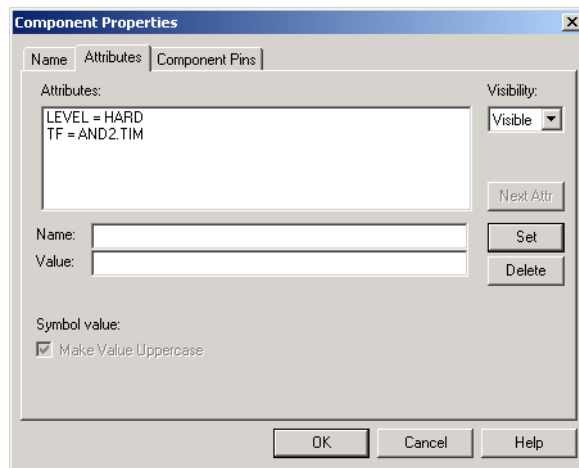 Component Properties
Name
Attributes
Component Pins
Attributes:
Visibility:
LEVEL = HARD
TF = AND2.TIM
Visible
Next Attr
Name:
Set
Value:
Delete
Symbol value:
Make Value Uppercase
OK
Cancel
Help